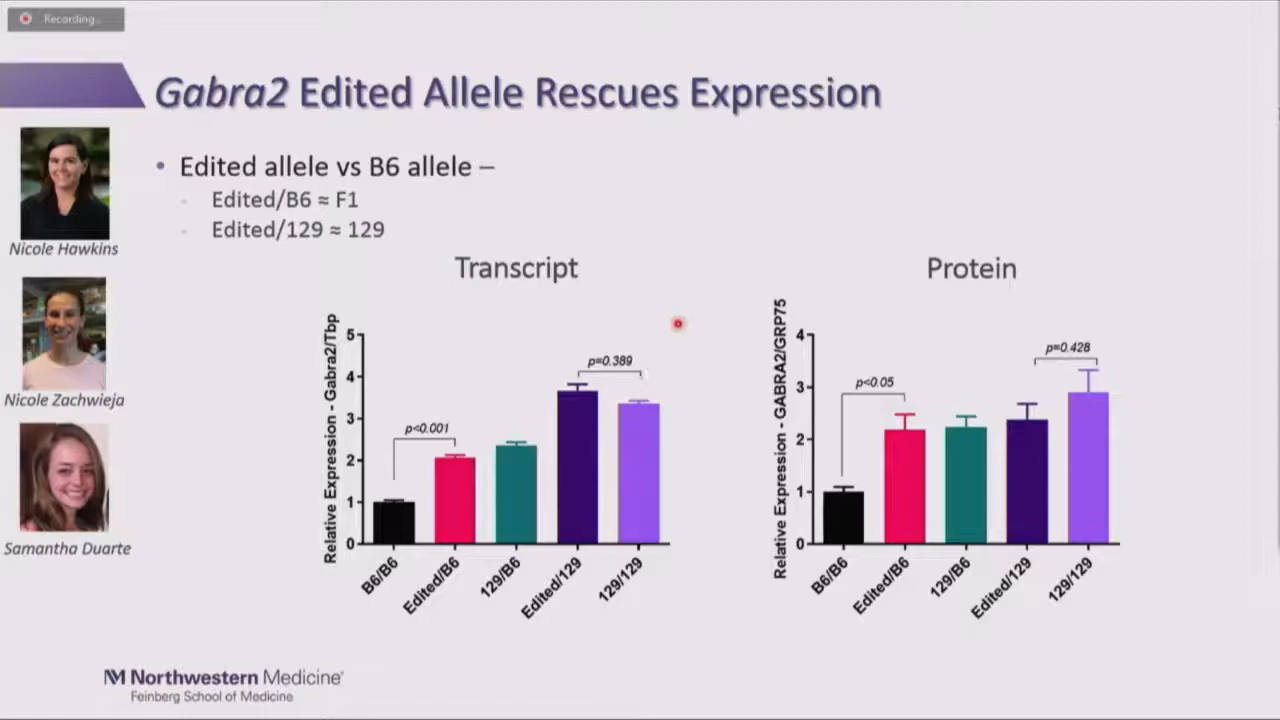 Recording...
Gabra2 Edited Allele Rescues Expression
• Edited allele vs B6 allele –
- Edited/B6 ≈ F1
- Edited/129 ≈ 129
Nicole Hawkins
Nicole Zachwieja
Samantha Duarte
Transcript
Relative Expression - Gabra2/Tbp
5
4
3
2
1
0
p<0.001
p=0.389
B6/B6
Edited/B6
129/B6
Edited/129
129/129
Protein
Relative Expression - GABRA2/GRP75
4
3
2
1
0
p<0.05
p=0.428
B6/B6
Edited/B6
129/B6
Edited/129
129/129
Northwestern Medicine®
Feinberg School of Medicine